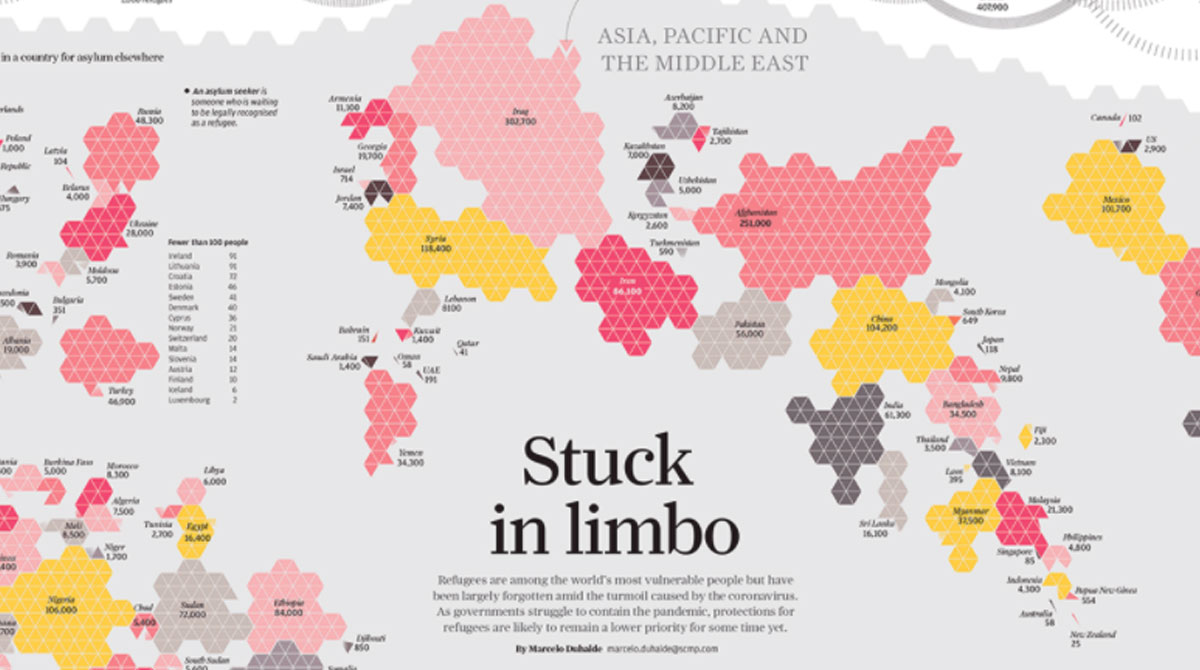 407,900
in a country for asylum elsewhere
An asylum seeker is
someone who is waiting
to be legally recognised
as a refugee.
ASIA, PACIFIC AND
THE MIDDLE EAST
Russia
48,300
Poland
1,000
Latvia
104
Republic
Belarus
4,000
Hungary
Ukraine
28,000
Romania
3,900
Moldova
5,700
Bulgaria
351
Albania
19,000
Turkey
46,900
Fewer than 100 people
Ireland 91
Lithuania 91
Croatia 72
Estonia 46
Sweden 41
Denmark 40
Cyprus 36
Norway 21
Switzerland 20
Malta 14
Slovenia 14
Austria 12
Finland 10
Iceland 6
Luxembourg 2
Armenia
11,300
Georgia
19,700
Israel
714
Jordan
7,400
Iraq
302,700
Syria
118,400
Lebanon
8100
Bahrain
151
Kuwait
1,400
Qatar
41
Saudi Arabia
1,400
Oman
58
UAE
191
Yemen
34,300
Azerbaijan
8,200
Tajikistan
2,700
Kazakhstan
7,000
Uzbekistan
5,000
Kyrgyzstan
2,600
Turkmenistan
590
Afghanistan
251,000
Iran
84,100
Pakistan
56,000
China
104,200
Mongolia
4,100
South Korea
649
Japan
118
Nepal
9,800
Bangladesh
34,500
India
61,300
Sri Lanka
16,100
Thailand
3,500
Fiji
2,300
Laos
395
Vietnam
8,100
Myanmar
37,500
Malaysia
21,300
Singapore
85
Philippines
4,800
Indonesia
4,300
Papua New Guinea
554
Australia
58
New Zealand
25
Canada 102
US
2,900
Mexico
101,700
Burkina Faso
5,000
Morocco
8,300
Algeria
7,500
Libya
6,000
Tunisia
2,700
Egypt
16,400
Mali
8,500
Niger
1,700
Nigeria
106,000
Chad
5,400
Sudan
72,000
Ethiopia
84,000
Djibouti
850
South Sudan
Somalia
Stuck
in limbo
Refugees are among the world's most vulnerable people but have
been largely forgotten amid the turmoil caused by the coronavirus.
As governments struggle to contain the pandemic, protections for
refugees are likely to remain a lower priority for some time yet.
By Marcelo Duhalde marcelo.duhalde@scmp.com